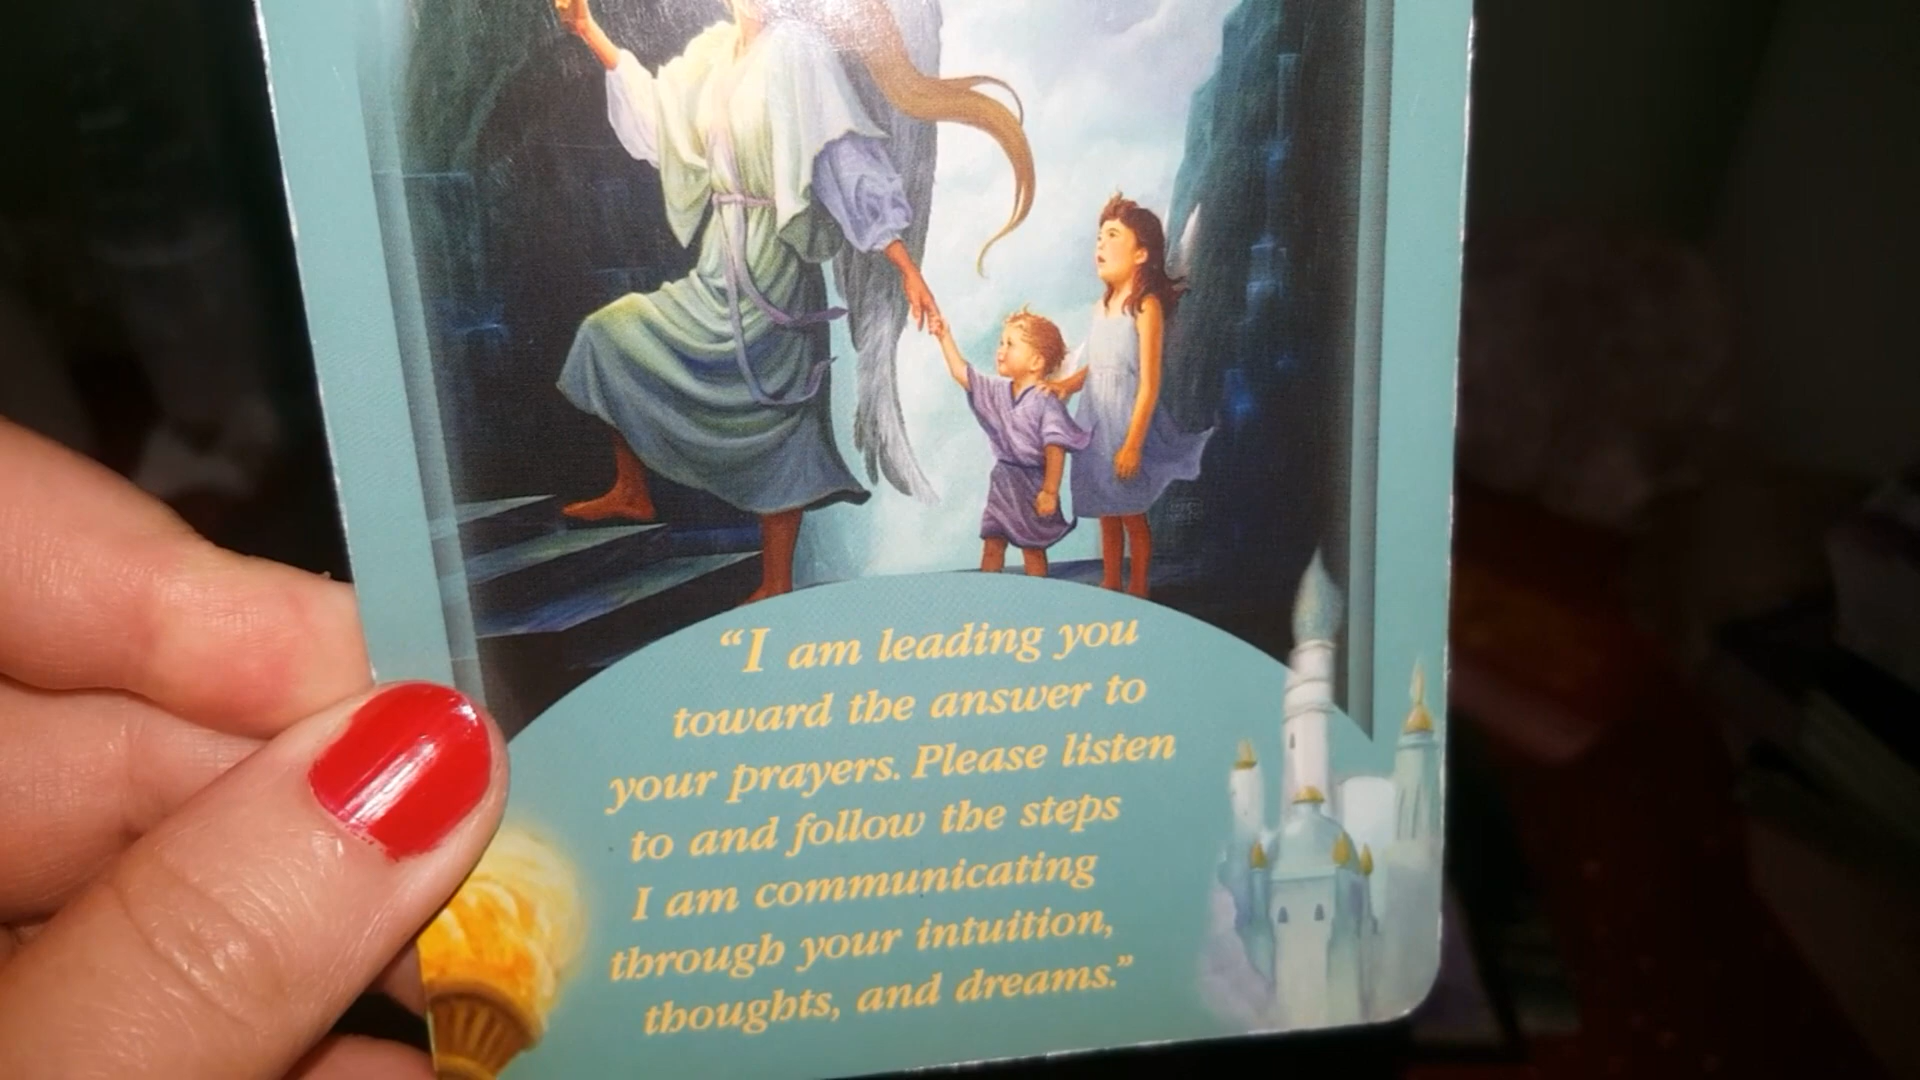 “I am leading you
toward the answer to
your prayers. Please listen
to and follow the steps
I am communicating
through your intuition,
thoughts, and dreams.”